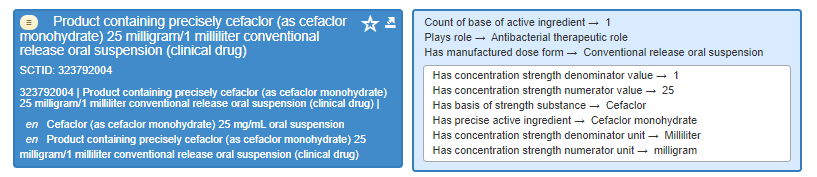 Product containing precisely cefaclor (as cefaclor
monohydrate) 25 milligram/1 milliliter conventional
release oral suspension (clinical drug)
SCTID: 323792004
323792004 | Product containing precisely cefaclor (as cefaclor monohydrate)
25 milligram/1 milliliter conventional release oral suspension (clinical drug) |
en Cefaclor (as cefaclor monohydrate) 25 mg/mL oral suspension
en Product containing precisely cefaclor (as cefaclor monohydrate) 25
milligram/1 milliliter conventional release oral suspension (clinical drug)
Count of base of active ingredient → 1
Plays role → Antibacterial therapeutic role
Has manufactured dose form → Conventional release oral suspension
Has concentration strength denominator value → 1
Has concentration strength numerator value → 25
Has basis of strength substance → Cefaclor
Has precise active ingredient → Cefaclor monohydrate
Has concentration strength denominator unit → Milliliter
Has concentration strength numerator unit → milligram